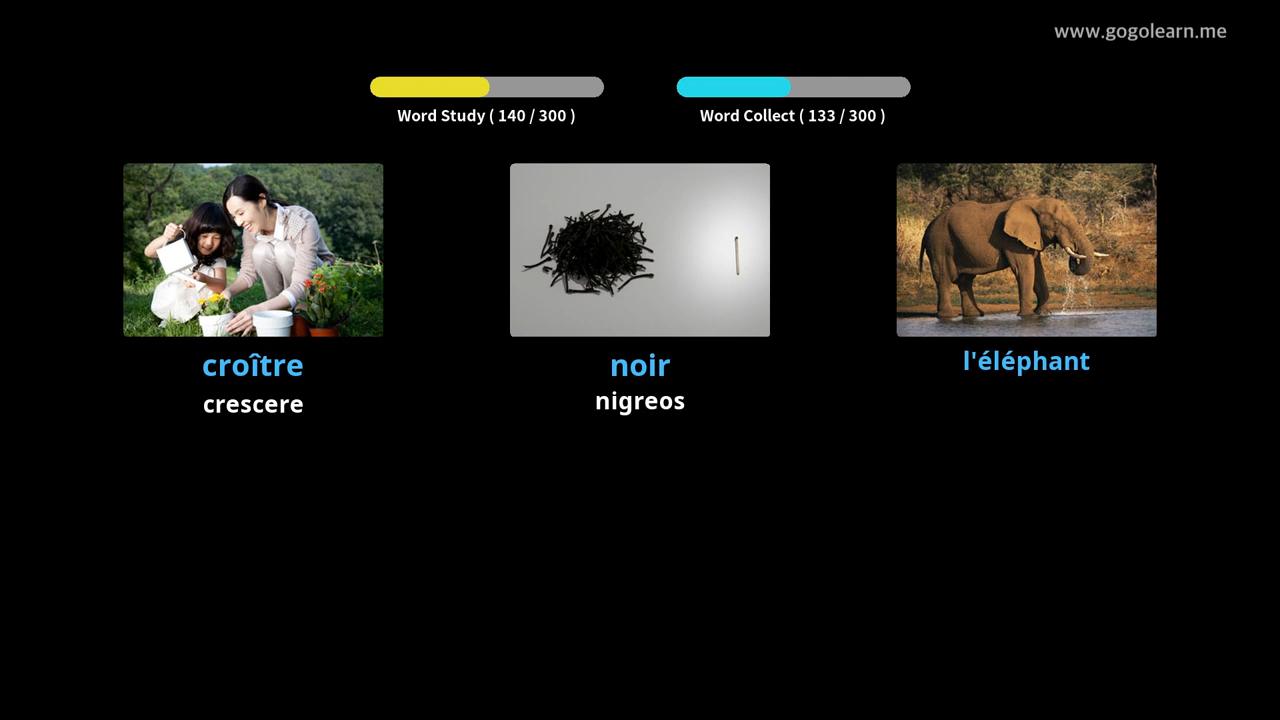 www.gogolearn.me
Word Study ( 140 / 300 )
Word Collect ( 133 / 300 )
croître
crescere
noir
nigreos
l'éléphant